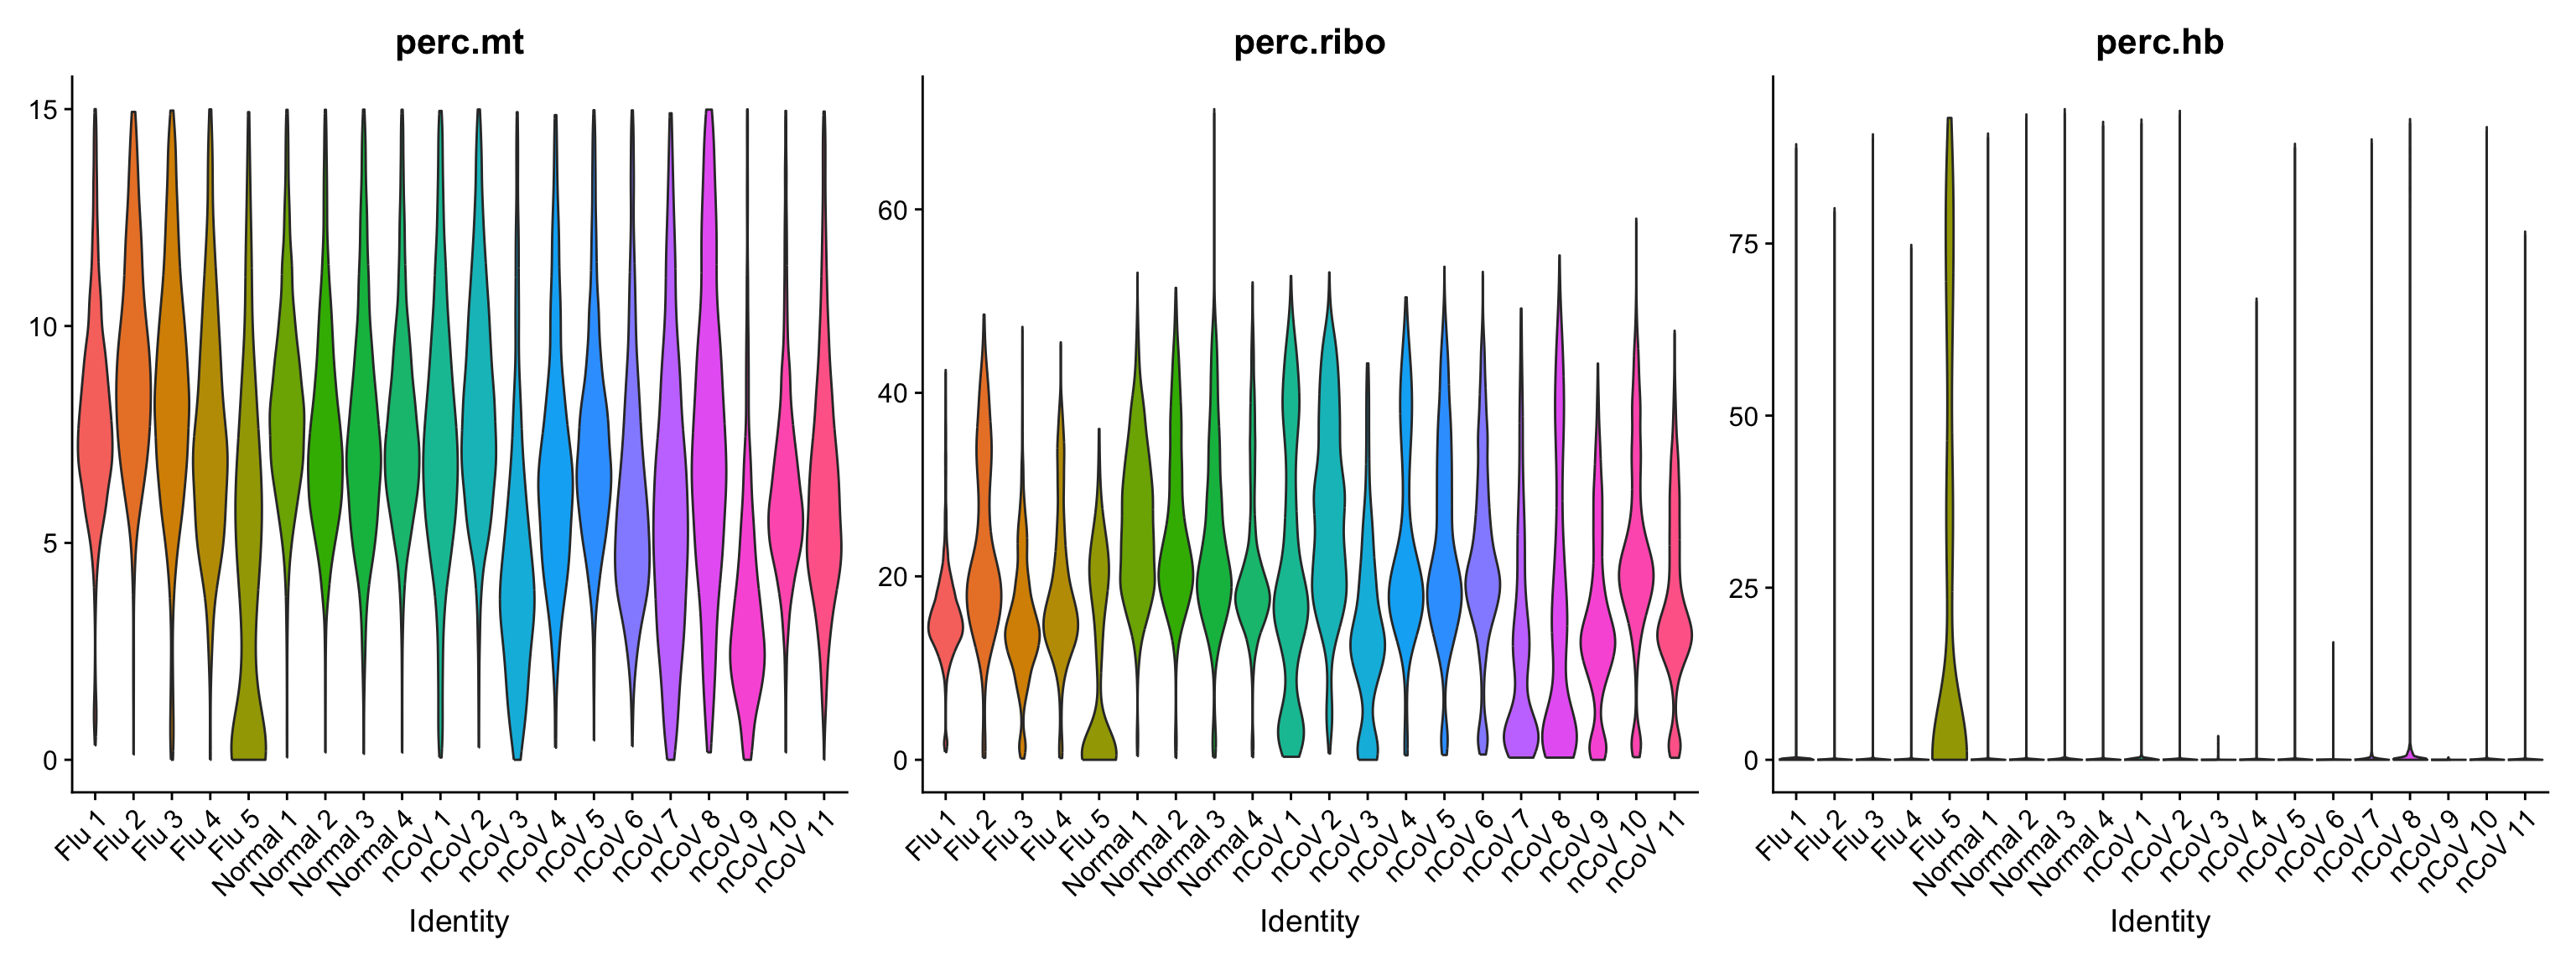 perc.mt
15
10
5
0
Flu 1
Flu 2
Flu 3
Flu 4
Flu 5
Normal 1
Normal 2
Normal 3
Normal 4
nCoV 1
nCoV 2
nCoV 3
nCoV 4
nCoV 5
nCoV 6
nCoV 7
nCoV 8
nCoV 9
nCoV 10
nCoV 11
Identity
perc.ribo
60
40
20
0
Flu 1
Flu 2
Flu 3
Flu 4
Flu 5
Normal 1
Normal 2
Normal 3
Normal 4
nCoV 1
nCoV 2
nCoV 3
nCoV 4
nCoV 5
nCoV 6
nCoV 7
nCoV 8
nCoV 9
nCoV 10
nCoV 11
Identity
perc.hb
75
50
25
0
Flu 1
Flu 2
Flu 3
Flu 4
Flu 5
Normal 1
Normal 2
Normal 3
Normal 4
nCoV 1
nCoV 2
nCoV 3
nCoV 4
nCoV 5
nCoV 6
nCoV 7
nCoV 8
nCoV 9
nCoV 10
nCoV 11
Identity